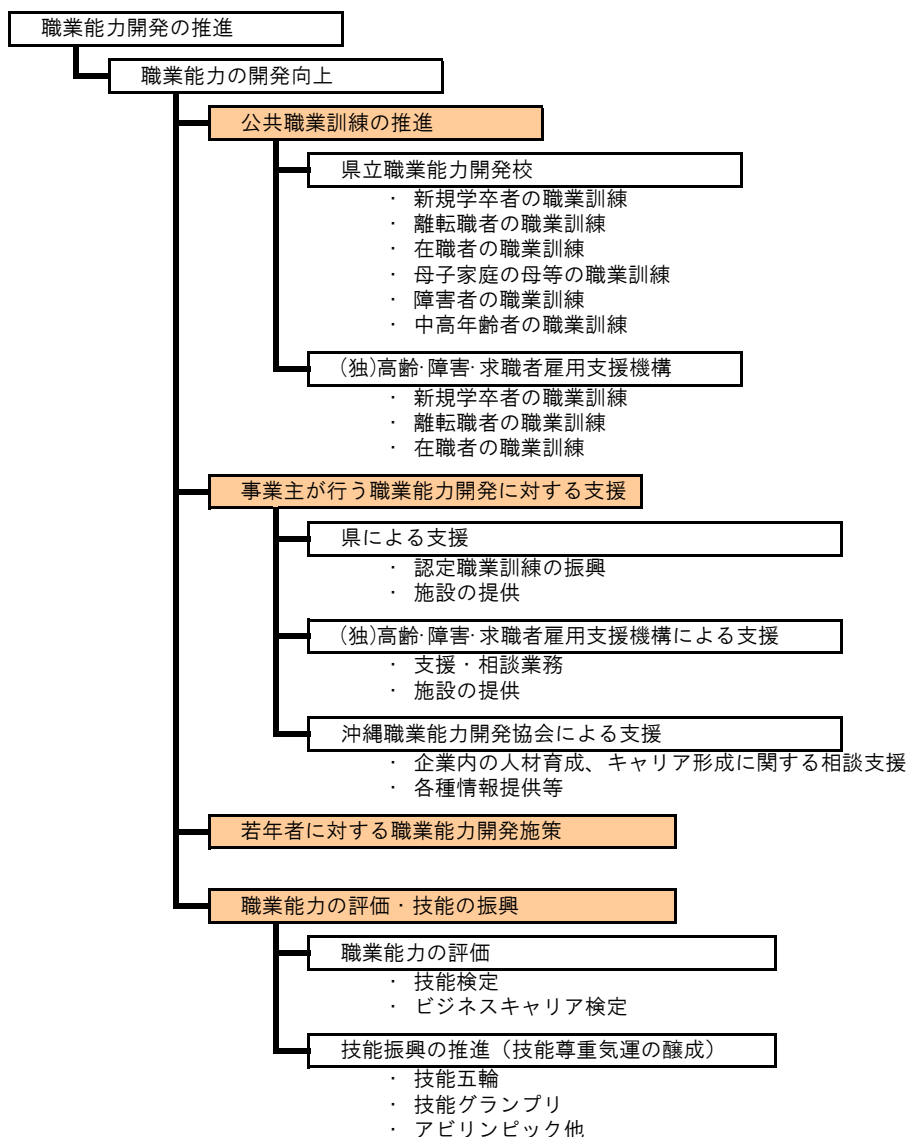 職業能力開発の推進
職業能力の開発向上
公共職業訓練の推進
県立職業能力開発校
・ 新規学卒者の職業訓練
・ 離転職者の職業訓練
・ 在職者の職業訓練
・ 母子家庭の母等の職業訓練
・ 障害者の職業訓練
・ 中高年齢者の職業訓練
(独)高齢・障害・求職者雇用支援機構
・ 新規学卒者の職業訓練
・ 離転職者の職業訓練
・ 在職者の職業訓練
事業主が行う職業能力開発に対する支援
県による支援
・ 認定職業訓練の振興
・ 施設の提供
(独)高齢・障害・求職者雇用支援機構による支援
・ 支援・相談業務
・ 施設の提供
沖縄職業能力開発協会による支援
・ 企業内の人材育成、キャリア形成に関する相談支援
・ 各種情報提供等
若年者に対する職業能力開発施策
職業能力の評価・技能の振興
職業能力の評価
・ 技能検定
・ ビジネスキャリア検定
技能振興の推進（技能尊重気運の醸成）
・ 技能五輪
・ 技能グランプリ
・ アビリンピック他